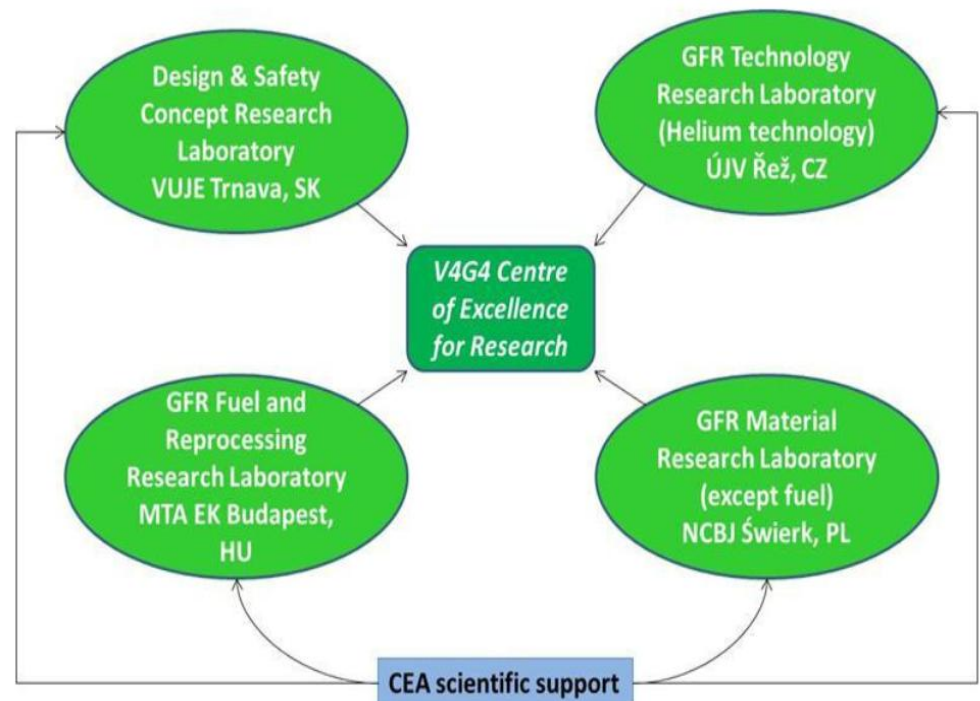 Design & Safety
Concept Research
Laboratory
VUJE Trnava, SK
GFR Technology
Research Laboratory
(Helium technology)
ÚJV Řež, CZ
V4G4 Centre
of Excellence
for Research
GFR Fuel and
Reprocessing
Research Laboratory
MTA EK Budapest,
HU
GFR Material
Research Laboratory
(except fuel)
NCBJ Świerk, PL
CEA scientific support